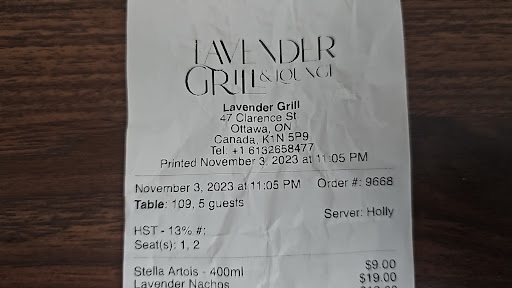 LAVENDER
GRILL & LOUNGE
Lavender Grill
47 Clarence St
Ottawa, ON
Canada, K1N 5P9
Tel: +1 6132658477
Printed November 3, 2023 at 11:05 PM
November 3, 2023 at 11:05 PM Order #: 9668
Table: 109, 5 guests
Server: Holly
HST - 13% #:
Seat(s): 1, 2
Stella Artois - 400ml $9.00
Lavender Nachos $19.00